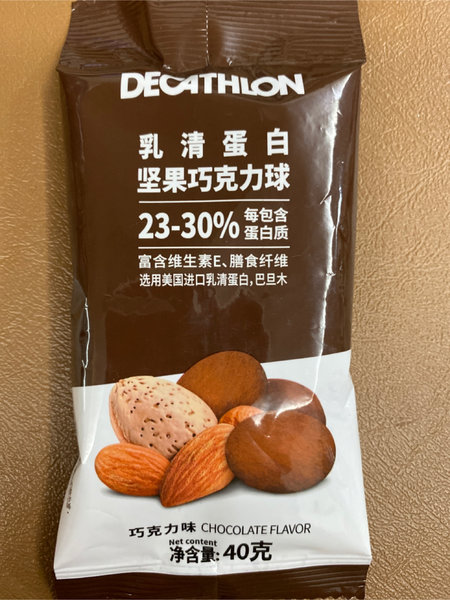 DECATHLON
乳清蛋白
坚果巧克力球
23-30% 每包含
蛋白质
富含维生素E、膳食纤维
选用美国进口乳清蛋白,巴旦木
巧克力味 CHOCOLATE FLAVOR
Net content
净含量: 40克